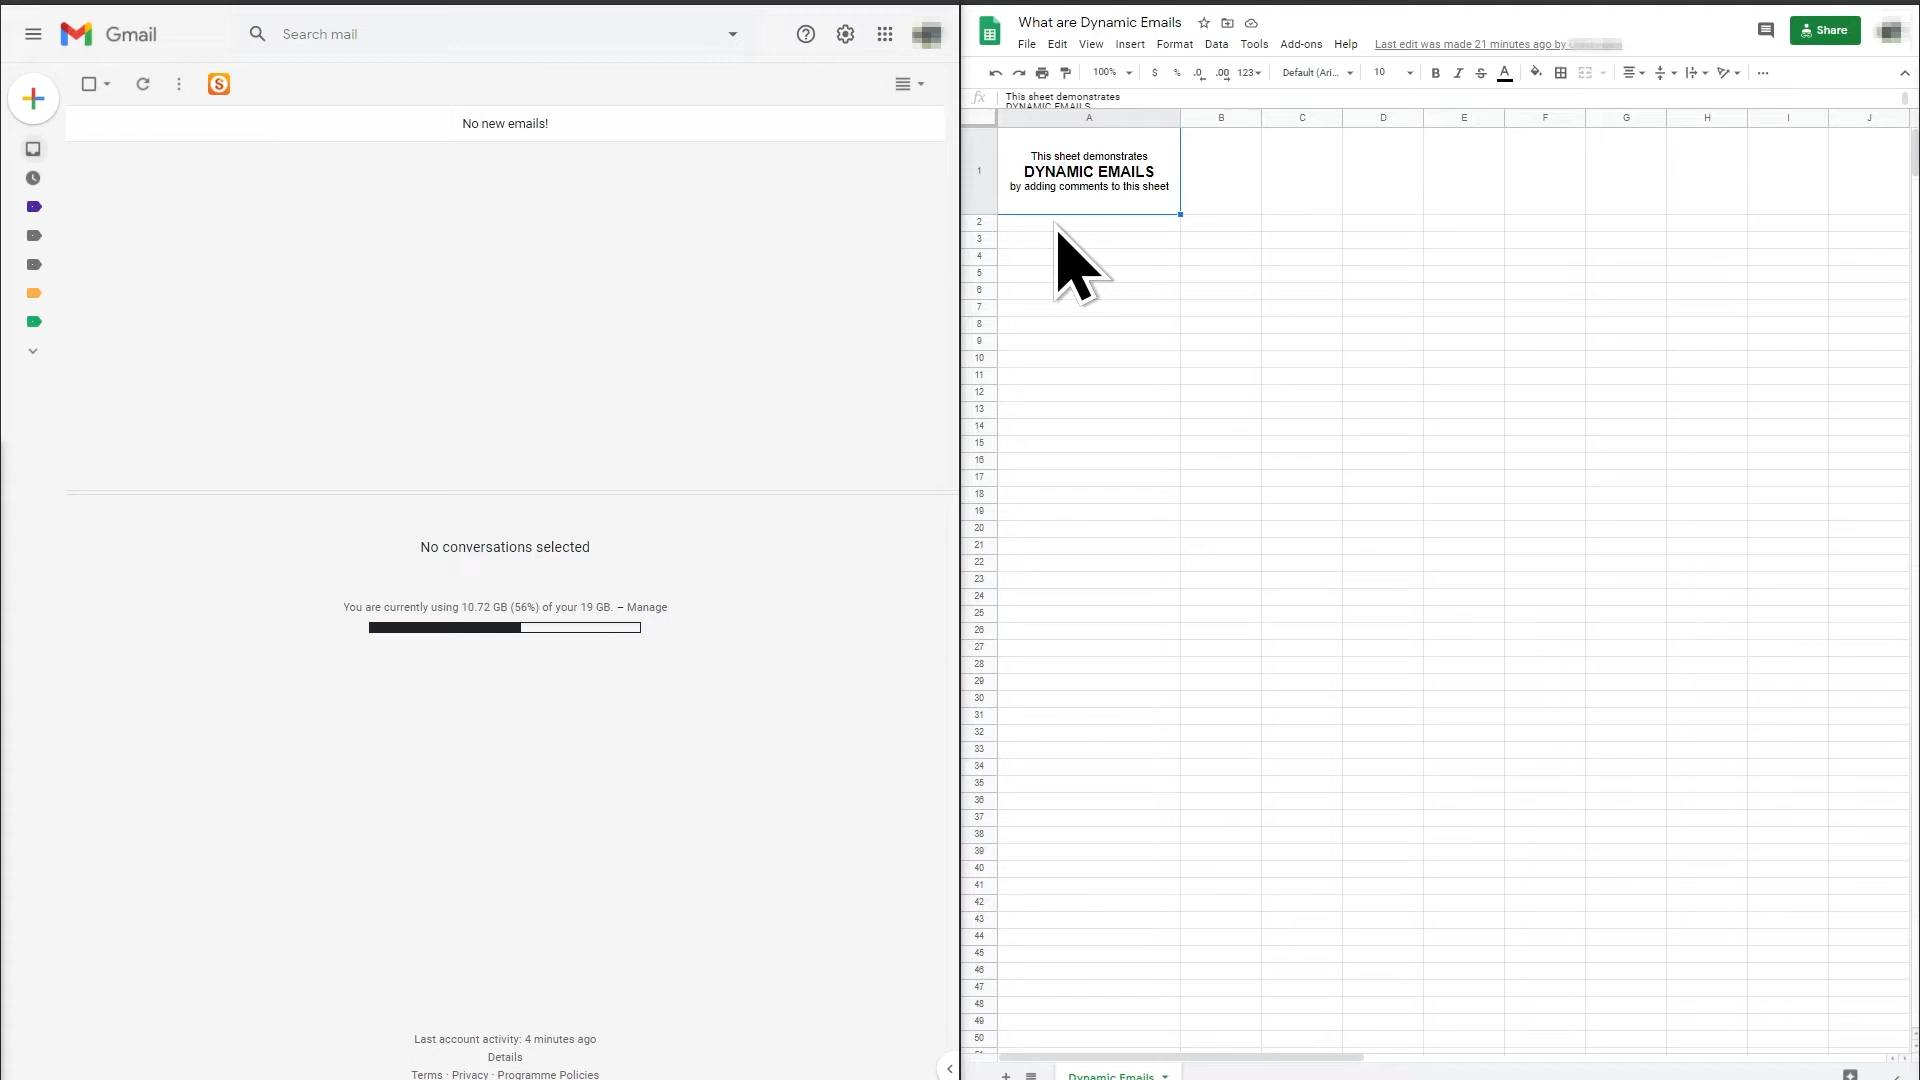 Gmail
Search mail
No new emails!
No conversations selected
You are currently using 10.72 GB (56%) of your 19 GB. – Manage
Last account activity: 4 minutes ago
Details
Terms · Privacy · Programme Policies
What are Dynamic Emails
Share
File Edit View Insert Format Data Tools Add-ons Help Last edit was made 21 minutes ago by
100% $ % .0 .00 123 Default (Ari... 10 B I S A
fx This sheet demonstrates
DYNAMIC EMAILS
A B C D E F G H I J
1
This sheet demonstrates
DYNAMIC EMAILS
by adding comments to this sheet
2
3
4
5
6
7
8
9
10
11
12
13
14
15
16
17
18
19
20
21
22
23
24
25
26
27
28
29
30
31
32
33
34
35
36
37
38
39
40
41
42
43
44
45
46
47
48
49
50
Dynamic Emails